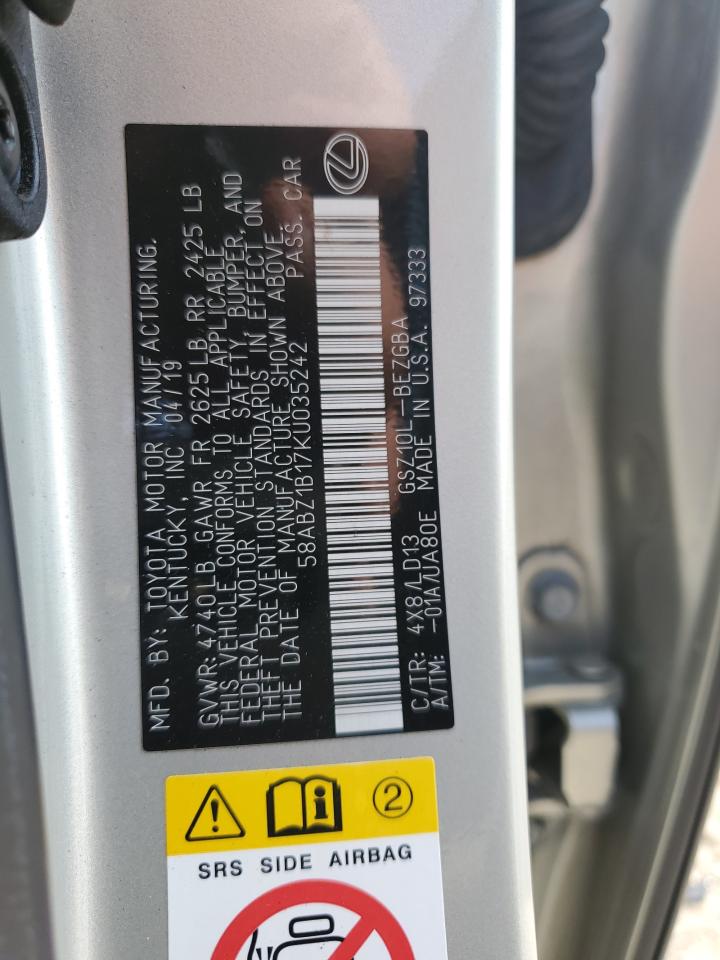 MFD. BY: TOYOTA MOTOR MANUFACTURING,
KENTUCKY, INC 04/19
GVWR: 4740 LB GAWR FR 2625 LB RR 2425 LB
THIS VEHICLE CONFORMS TO ALL APPLICABLE
FEDERAL MOTOR VEHICLE SAFETY, BUMPER, AND
THEFT PREVENTION STANDARDS IN EFFECT ON
THE DATE OF MANUFACTURE SHOWN ABOVE.
58ABZ1B17KU035242 PASS. CAR
C/TR: 4X8/LD13 GSZ10L-BEZGBA
A/TM: -01A/UA80E MADE IN U.S.A. 97333
2
SRS SIDE AIRBAG